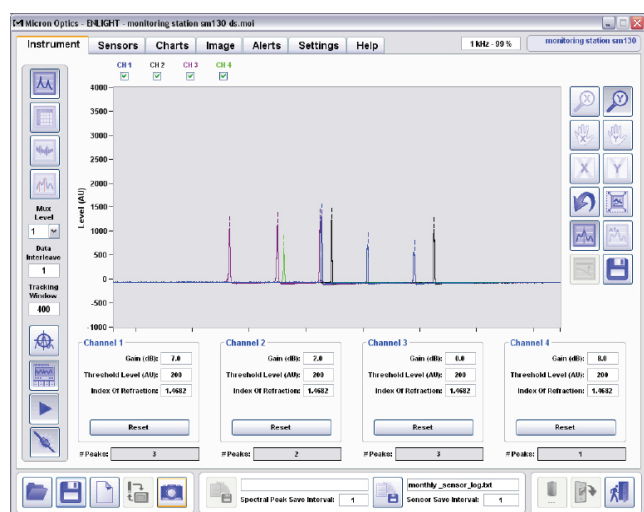 Micron Optics - ENLIGHT - monitoring station sm130 ds.moi
Instrument Sensors Charts Image Alerts Settings Help 1 kHz - 99 % monitoring station sm130
CH 1 CH 2 CH 3 CH 4
4000
3500
3000
2500
2000
1500
1000
500
0
-500
-1000
Level (AU)
Mux
Level
1
Data
Interleave
1
Tracking
Window
400
X Y
X Y
X Y
Channel 1 Channel 2 Channel 3 Channel 4
Gain (dB): 7.0 Gain (dB): 2.0 Gain (dB): 8.0 Gain (dB): 8.0
Threshold Level (AU): 200 Threshold Level (AU): 200 Threshold Level (AU): 200 Threshold Level (AU): 200
Index Of Refraction: 1.4682 Index Of Refraction: 1.4682 Index Of Refraction: 1.4682 Index Of Refraction: 1.4682
Reset Reset Reset Reset
# Peaks: 3 # Peaks: 2 # Peaks: 3 # Peaks: 1
monthly _sensor_log.txt
Spectral Peak Save Interval: 1 Sensor Save Interval: 1